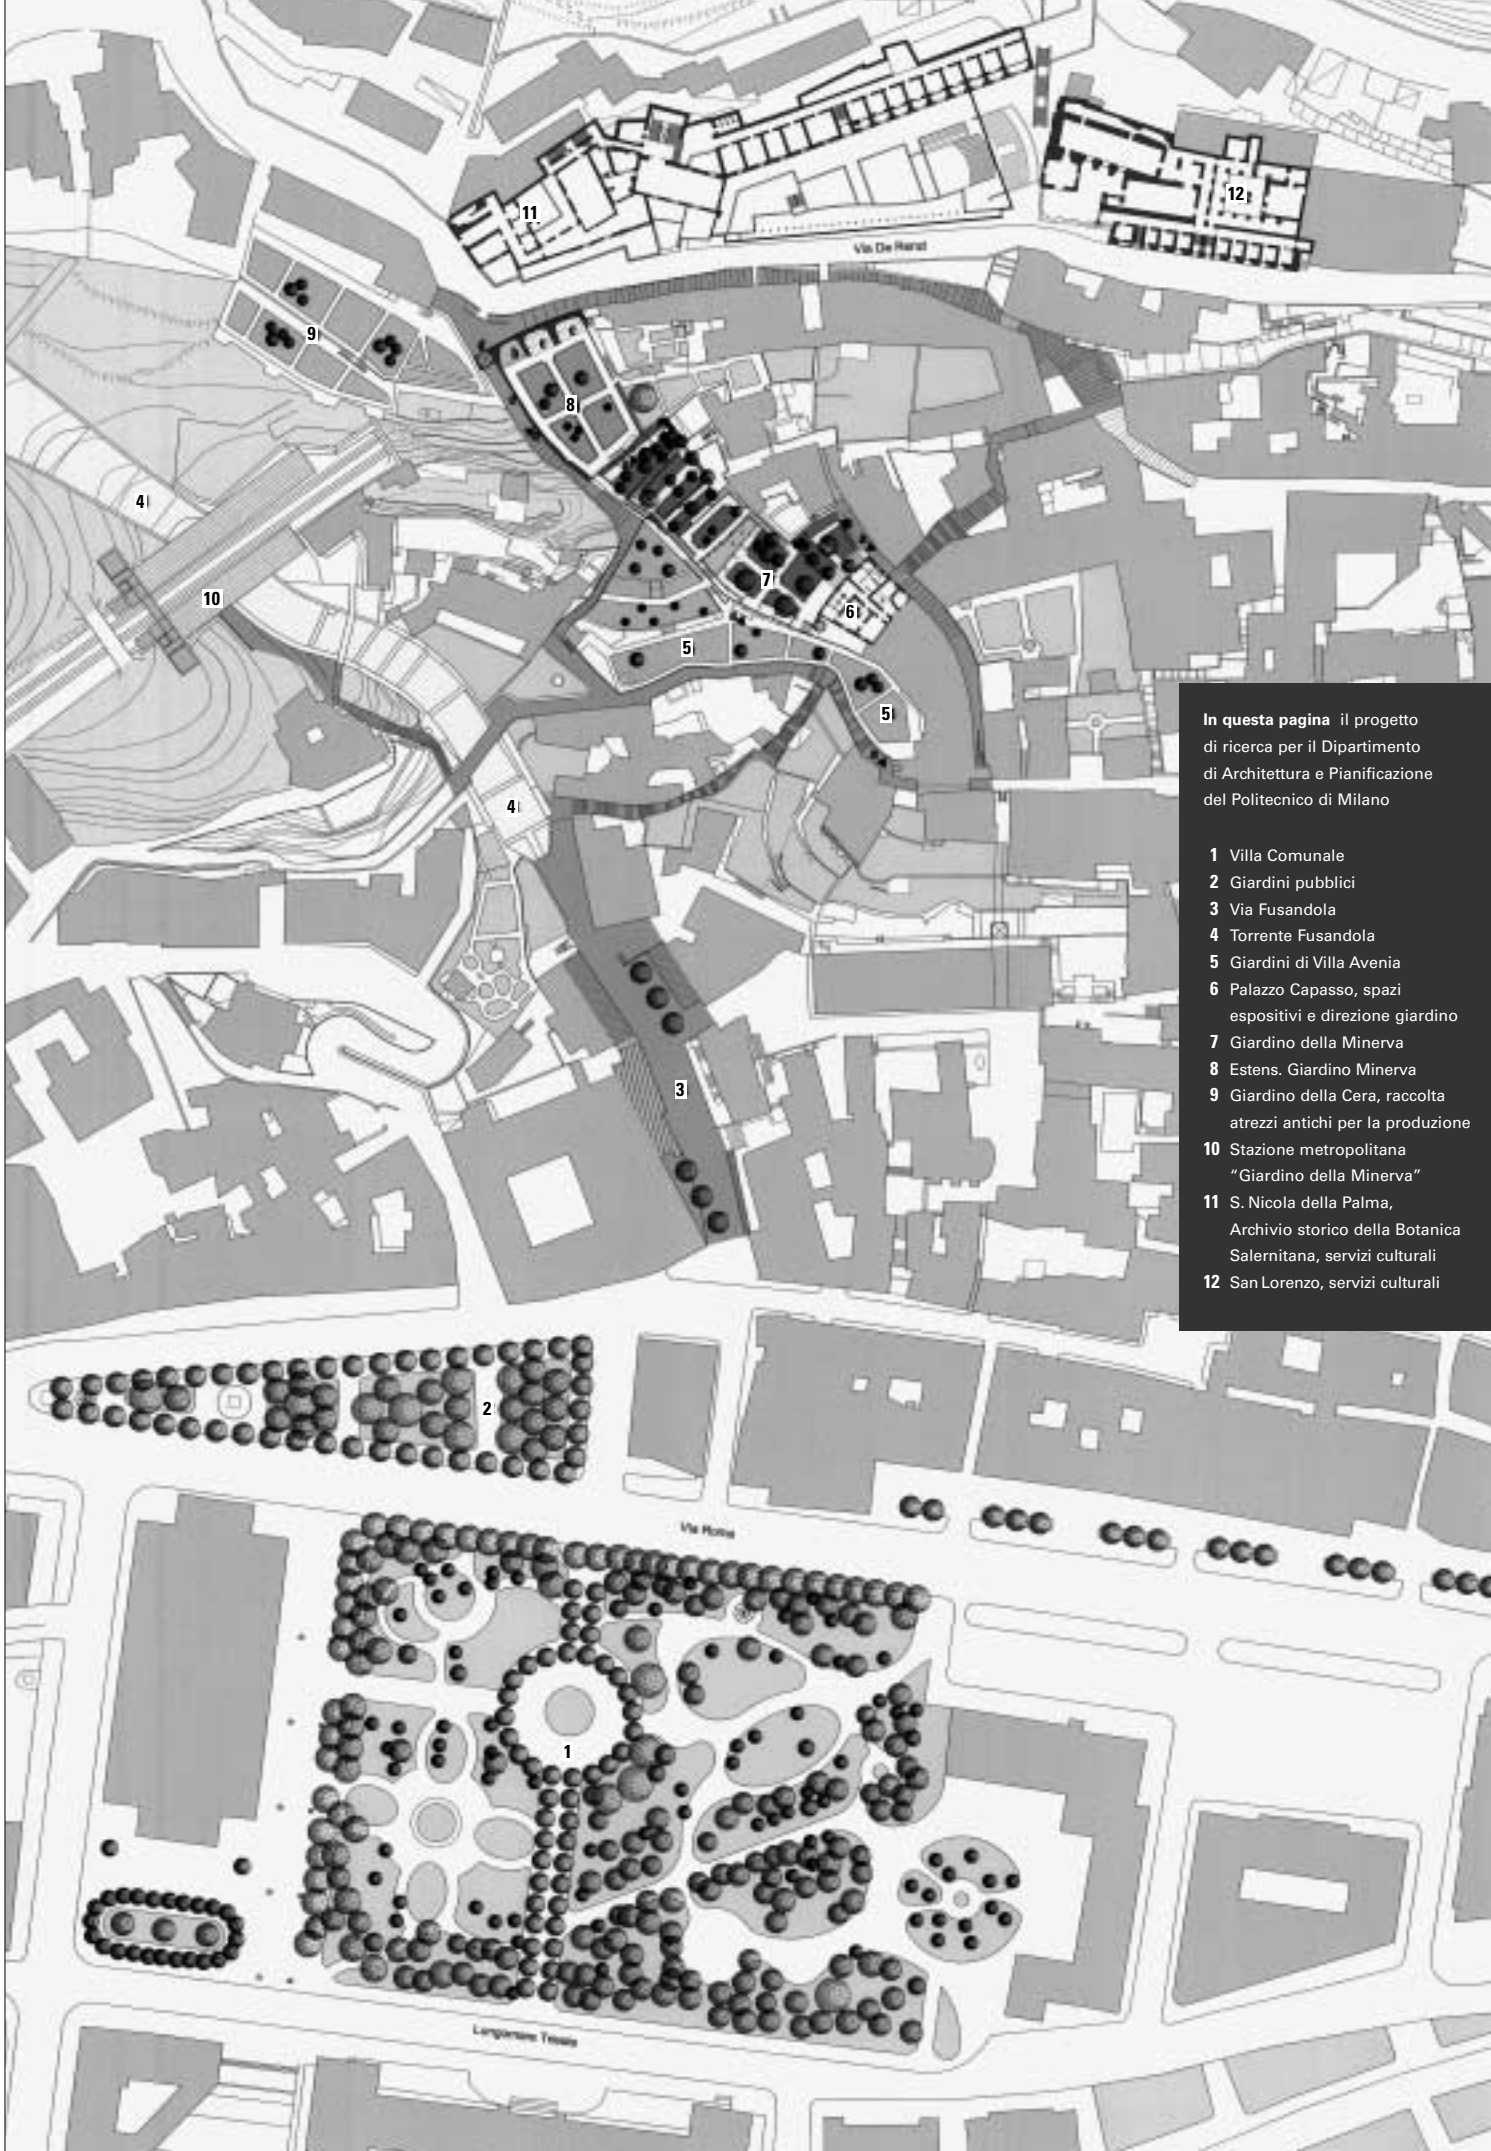 11
12
Via De Renzi
9
8
4
7
10
6
5
5
4
3
2
Via Roma
1
Lungomare Trieste
In questa pagina il progetto
di ricerca per il Dipartimento
di Architettura e Pianificazione
del Politecnico di Milano
1 Villa Comunale
2 Giardini pubblici
3 Via Fusandola
4 Torrente Fusandola
5 Giardini di Villa Avenia
6 Palazzo Capasso, spazi
espositivi e direzione giardino
7 Giardino della Minerva
8 Estens. Giardino Minerva
9 Giardino della Cera, raccolta
atrezzi antichi per la produzione
10 Stazione metropolitana
“Giardino della Minerva”
11 S. Nicola della Palma,
Archivio storico della Botanica
Salernitana, servizi culturali
12 San Lorenzo, servizi culturali